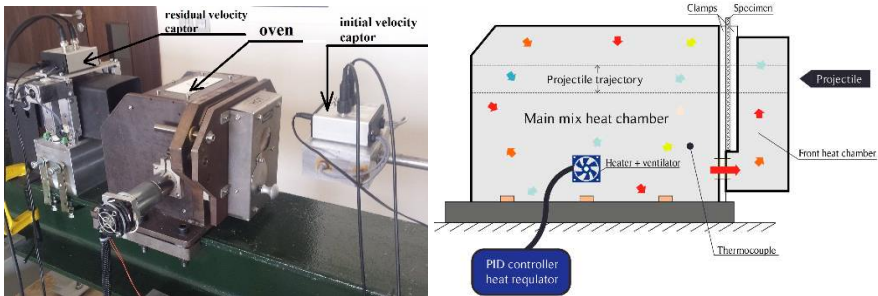 residual velocity
captor
oven
initial velocity
captor
Clamps
Specimen
Projectile trajectory
Projectile
Main mix heat chamber
Front heat chamber
Heater + ventilator
Thermocouple
PID controller
heat requlator